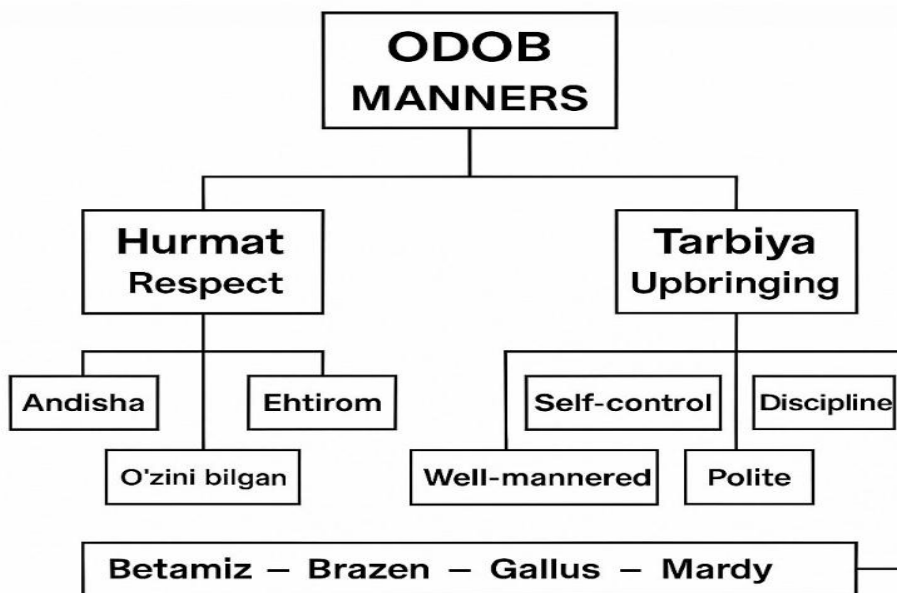 ODOB
MANNERS
Hurmat
Respect
Tarbiya
Upbringing
Andisha
Ehtirom
O'zini bilgan
Self-control
Discipline
Well-mannered
Polite
Betamiz – Brazen – Gallus – Mardy